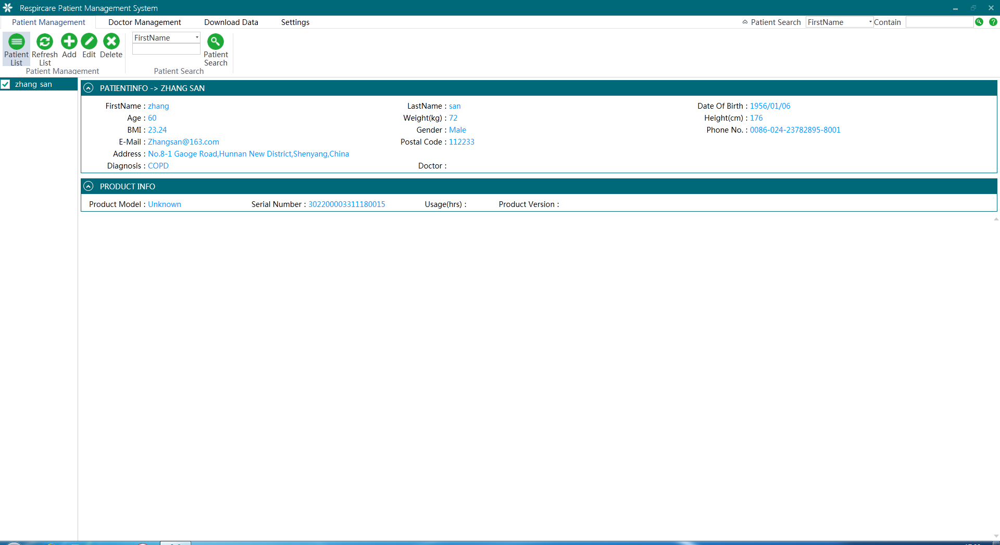 Respircare Patient Management System
Patient Management Doctor Management Download Data Settings Patient Search FirstName Contain
Patient List Refresh List Add Edit Delete FirstName Patient Search
Patient Management Patient Search
zhang san
PATIENTINFO -> ZHANG SAN
FirstName : zhang LastName : san Date Of Birth : 1956/01/06
Age : 60 Weight(kg) : 72 Height(cm) : 176
BMI : 23.24 Gender : Male Phone No. : 0086-024-23782895-8001
E-Mail : Zhangsan@163.com Postal Code : 112233
Address : No.8-1 Gaoge Road,Hunnan New District,Shenyang,China
Diagnosis : COPD Doctor :
PRODUCT INFO
Product Model : Unknown Serial Number : 302200003311180015 Usage(hrs) : Product Version :